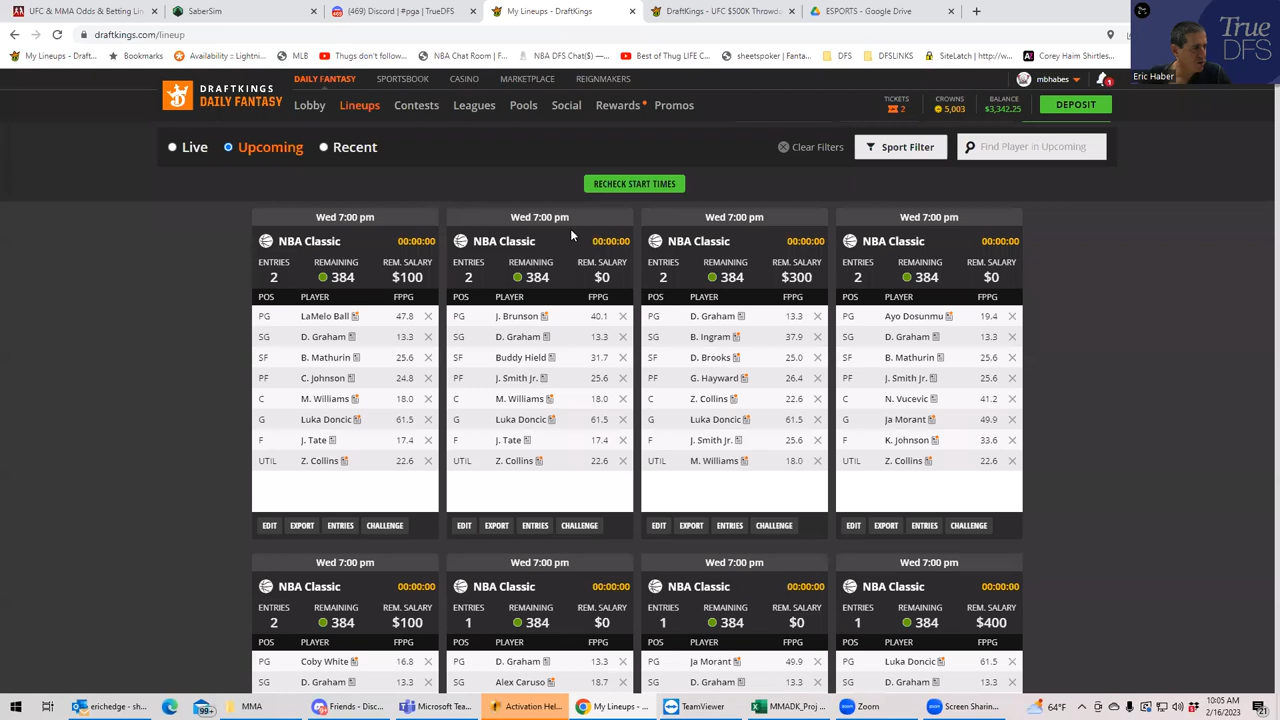 UFC & MMA Odds & Betting Lin
SaberSim
(469) Discord | #pga | TrueDFS
My Lineups - DraftKings
DraftKings - UFC $500K Throwd
ESPORTS - Google Drive
draftkings.com/lineup
My Lineups - DraftKi...
Bookmarks
Availability :: Lightni...
MLB
Thugs don't follow...
NBA Chat Room | F...
NBA DFS Chat($) —...
Best of Thug LIFE C...
sheetspoker | Fanta...
DFS
DFSLINKS
SiteLatch | http://w...
Corey Haim Shirtles...
True DFS
Eric Haber
DRAFTKINGS
DAILY FANTASY
DAILY FANTASY SPORTSBOOK CASINO MARKETPLACE REIGNMAKERS
mbhabes
1
Lobby Lineups Contests Leagues Pools Social Rewards Promos
TICKETS
2
CROWNS
5,003
BALANCE
$3,342.25
DEPOSIT
Live Upcoming Recent
Clear Filters
Sport Filter
Find Player in Upcoming
RECHECK START TIMES
Wed 7:00 pm Wed 7:00 pm Wed 7:00 pm Wed 7:00 pm
NBA Classic 00:00:00 NBA Classic 00:00:00 NBA Classic 00:00:00 NBA Classic 00:00:00
ENTRIES REMAINING REM. SALARY ENTRIES REMAINING REM. SALARY ENTRIES REMAINING REM. SALARY ENTRIES REMAINING REM. SALARY
2 384 $100 2 384 $0 2 384 $300 2 384 $0
POS PLAYER FPPG POS PLAYER FPPG POS PLAYER FPPG POS PLAYER FPPG
PG LaMelo Ball 47.8 PG J. Brunson 40.1 PG D. Graham 13.3 PG Ayo Dosunmu 19.4
SG D. Graham 13.3 SG D. Graham 13.3 SG B. Ingram 37.9 SG D. Graham 13.3
SF B. Mathurin 25.6 SF Buddy Hield 31.7 SF D. Brooks 25.0 SF B. Mathurin 25.6
PF C. Johnson 24.8 PF J. Smith Jr. 25.6 PF G. Hayward 26.4 PF J. Smith Jr. 25.6
C M. Williams 18.0 C M. Williams 18.0 C Z. Collins 22.6 C N. Vucevic 41.2
G Luka Doncic 61.5 G Luka Doncic 61.5 G Luka Doncic 61.5 G Ja Morant 49.9
F J. Tate 17.4 F J. Tate 17.4 F J. Smith Jr. 25.6 F K. Johnson 33.6
UTIL Z. Collins 22.6 UTIL Z. Collins 22.6 UTIL M. Williams 18.0 UTIL Z. Collins 22.6
EDIT EXPORT ENTRIES CHALLENGE EDIT EXPORT ENTRIES CHALLENGE EDIT EXPORT ENTRIES CHALLENGE EDIT EXPORT ENTRIES CHALLENGE
Wed 7:00 pm Wed 7:00 pm Wed 7:00 pm Wed 7:00 pm
NBA Classic 00:00:00 NBA Classic 00:00:00 NBA Classic 00:00:00 NBA Classic 00:00:00
ENTRIES REMAINING REM. SALARY ENTRIES REMAINING REM. SALARY ENTRIES REMAINING REM. SALARY ENTRIES REMAINING REM. SALARY
2 384 $100 1 384 $0 1 384 $0 1 384 $400
POS PLAYER FPPG POS PLAYER FPPG POS PLAYER FPPG POS PLAYER FPPG
PG Coby White 16.8 PG D. Graham 13.3 PG Ja Morant 49.9 PG Luka Doncic 61.5
SG D. Graham 13.3 SG Alex Caruso 18.7 SG D. Graham 13.3 SG D. Graham 13.3
erichedge - sh...
99+
MMA
Friends - Disc...
Microsoft Tea...
Activation Hel...
My Lineups - ...
TeamViewer
MMADK_Proj ...
Zoom
Screen Sharing...
64°F
10:05 AM
2/16/2023
21